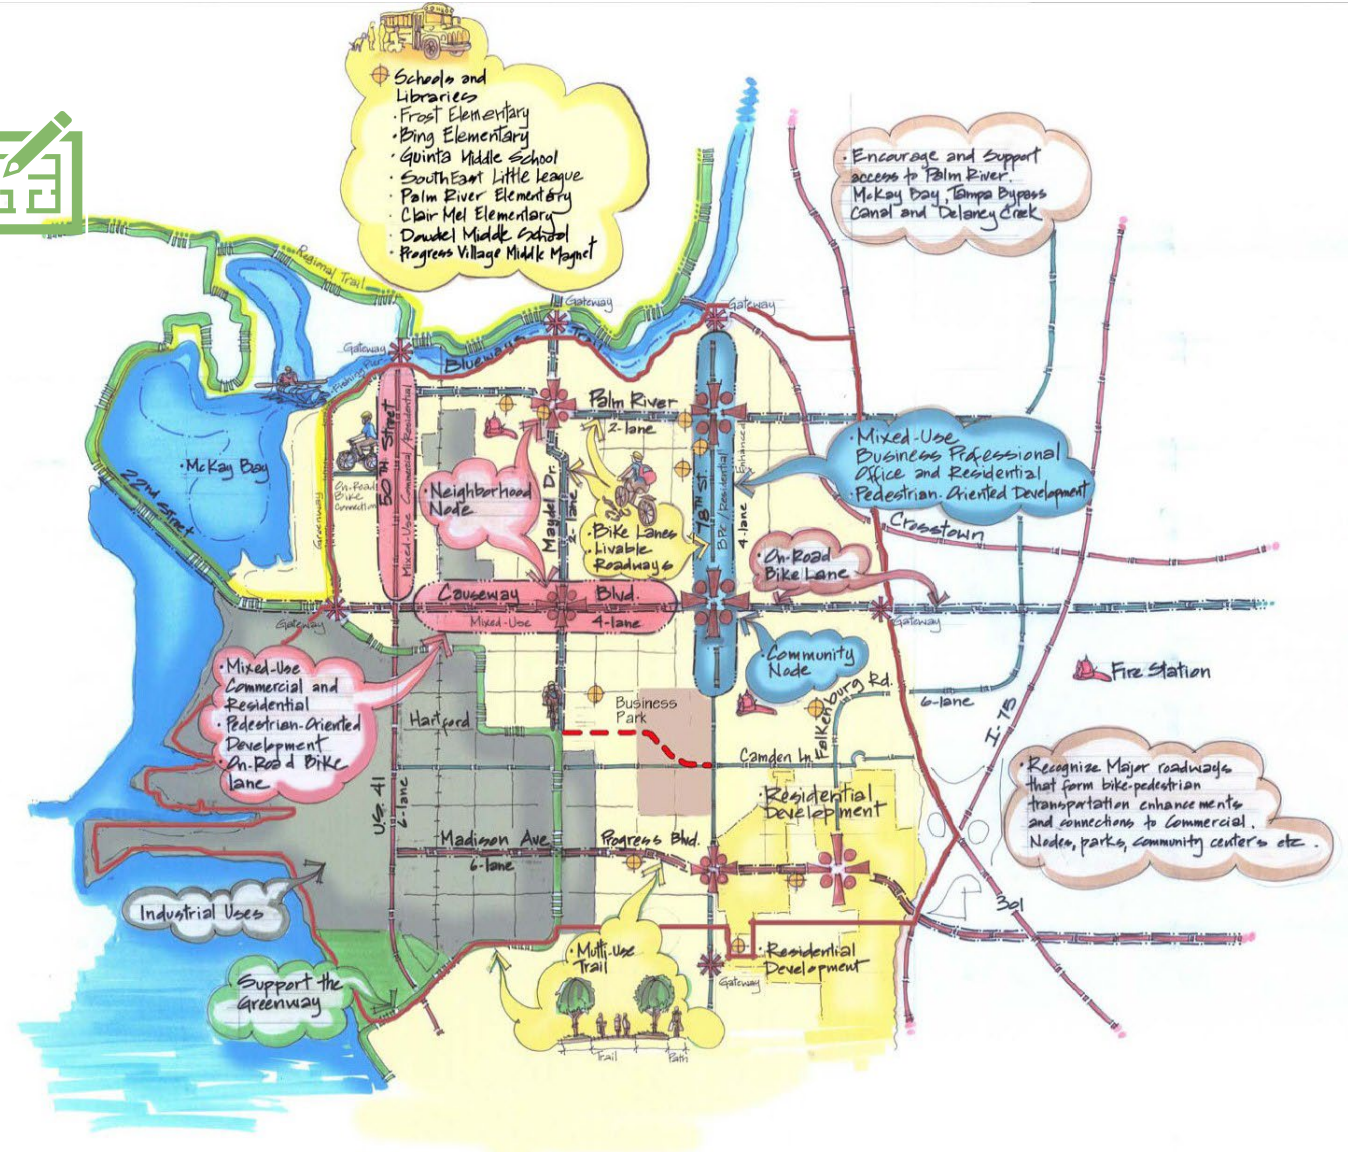 Schools and
Libraries
· Frost Elementary
· Bing Elementary
· Guinta Middle School
· SouthEast Little League
· Palm River Elementary
· Clair Mel Elementary
· Dowdel Middle School
· Progress Village Middle Magnet
· Encourage and Support
access to Palm River,
McKay Bay, Tampa Bypass
Canal and Delaney Creek
Regional Trail
Gateway
Gateway
Gateway
Blueways
Trail
Fishing Pier
Palm River
2-lane
50TH Street
Mixed-Use Commercial/Residential
On-Road
Bike
Connection
Greenway
· McKay Bay
22nd Street
· Neighborhood
Node
Maydel Dr.
2-lane
· Bike Lanes
· Livable
Roadways
78TH St.
BPO/Residential
4-lane
Enhanced
· Mixed-Use
Business Professional
Office and Residential
· Pedestrian-Oriented Development
Crosstown
· On-Road
Bike Lane
Causeway Blvd.
Mixed-Use
4-lane
Gateway
Gateway
· Community
Node
· Mixed-Use
Commercial and
Residential
· Pedestrian-Oriented
Development
· On-Road Bike
lane
Fire Station
Falkenburg Rd.
6-lane
I-75
Hartford
Business
Park
Camden Ln.
U.S. 41
6-lane
· Recognize Major roadways
that form bike-pedestrian
transportation enhancements
and connections to Commercial,
Nodes, parks, community centers etc.
· Residential
Development
Madison Ave.
6-lane
Progress Blvd.
301
Industrial Uses
· Multi-Use
Trail
· Residential
Development
Gateway
Support the
Greenway
Trail
Path